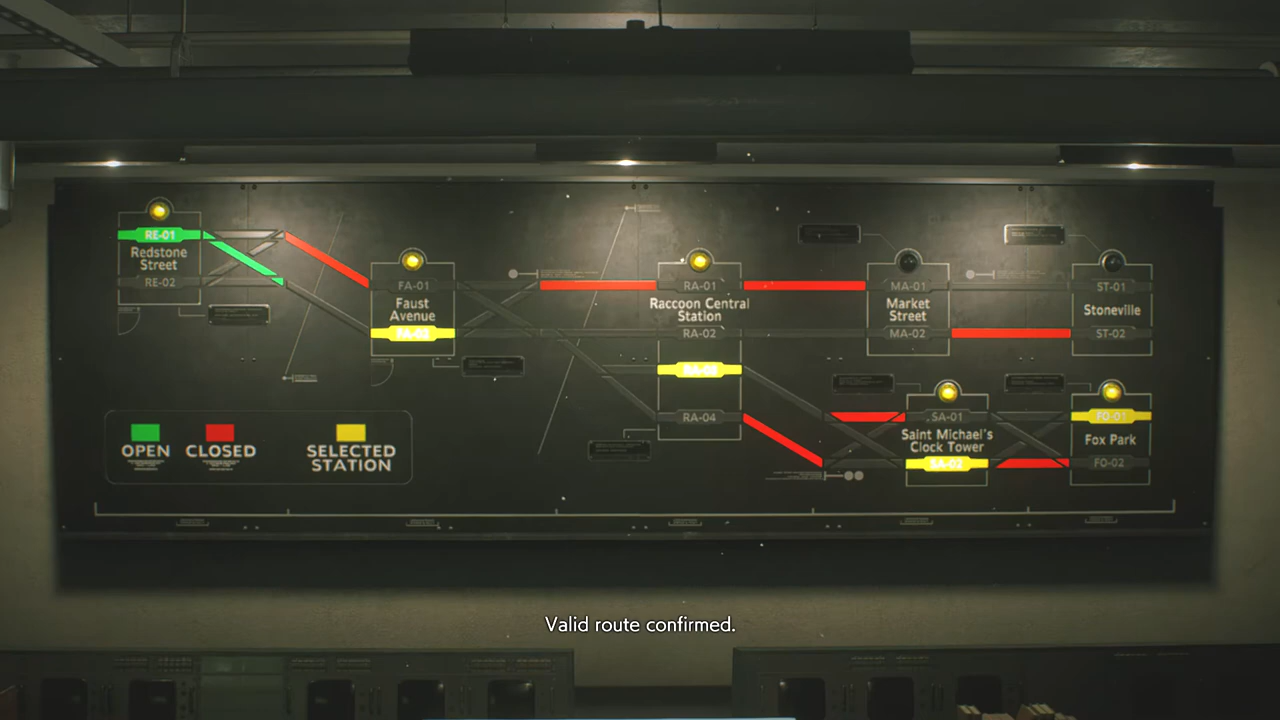 RE-01
Redstone
Street
RE-02
FA-01
Faust
Avenue
FA-02
RA-01
Raccoon Central
Station
RA-02
RA-03
RA-04
MA-01
Market
Street
MA-02
ST-01
Stoneville
ST-02
SA-01
Saint Michael's
Clock Tower
SA-02
FO-01
Fox Park
FO-02
OPEN
CLOSED
SELECTED
STATION
Valid route confirmed.